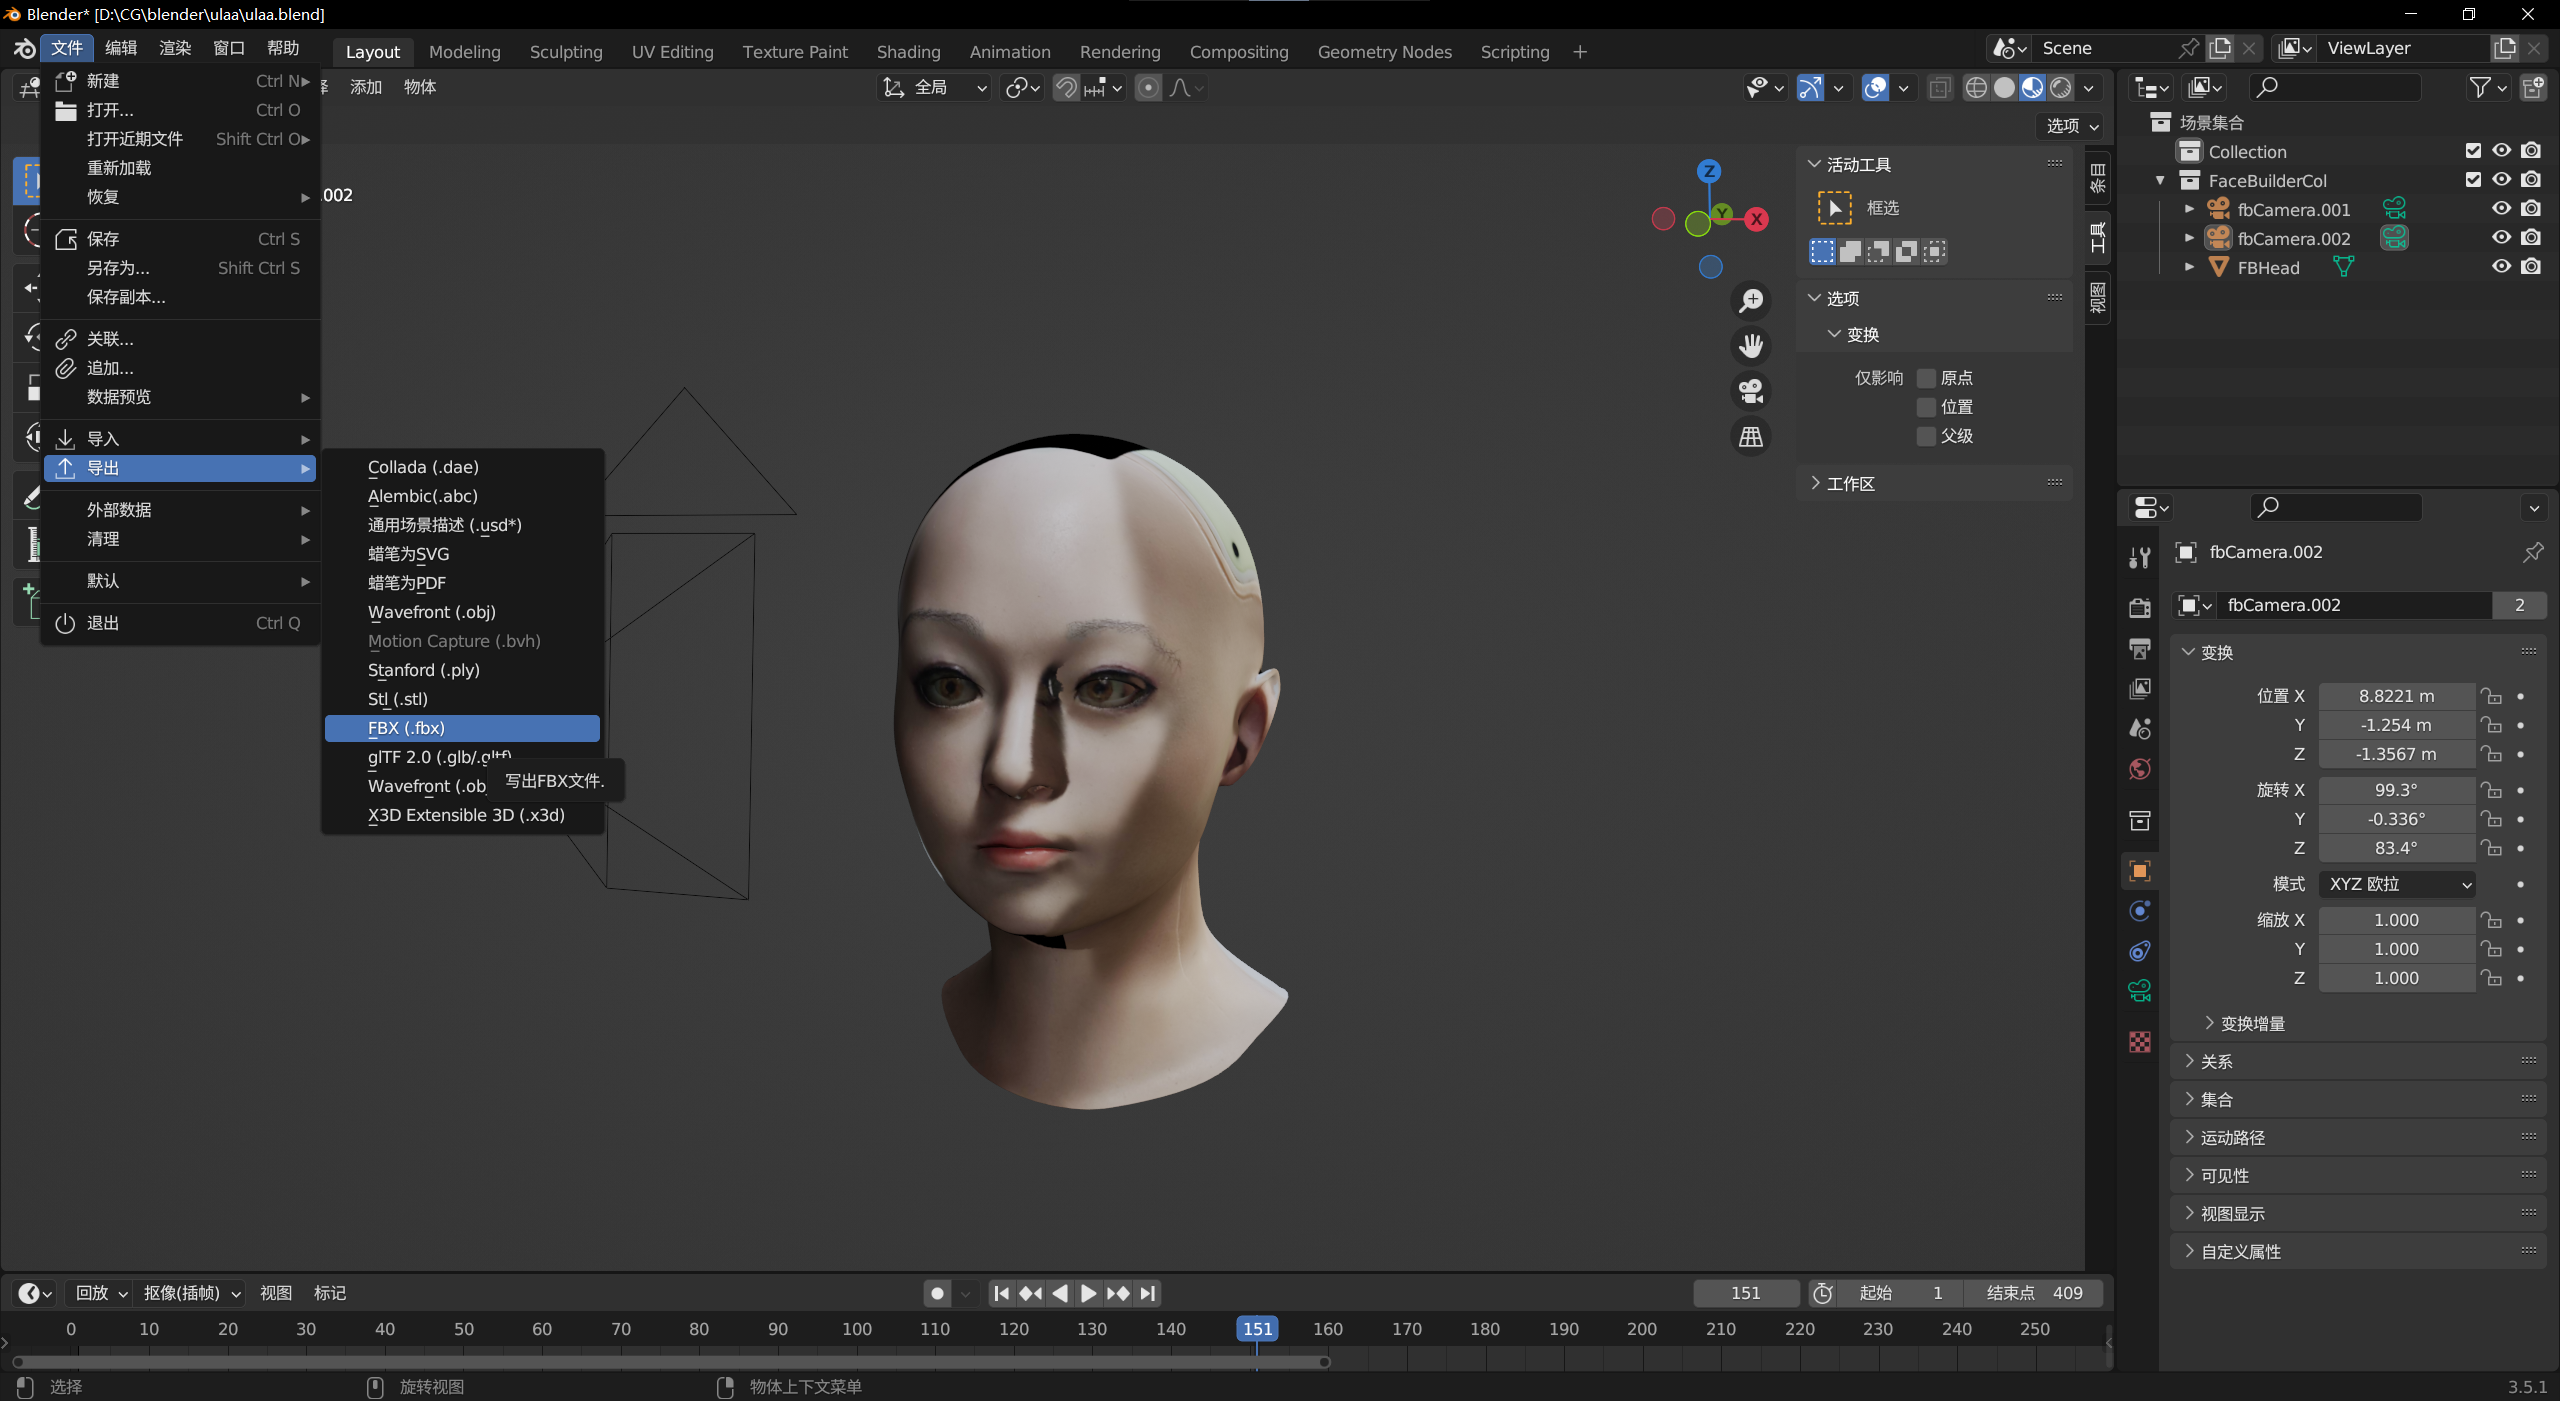 Blender* [D:\CG\blender\ulaa\ulaa.blend]
文件 编辑 渲染 窗口 帮助 Layout Modeling Sculpting UV Editing Texture Paint Shading Animation Rendering Compositing Geometry Nodes Scripting + Scene ViewLayer
添加 物体 全局
选项
新建 Ctrl N
打开... Ctrl O
打开近期文件 Shift Ctrl O
重新加载
恢复
保存 Ctrl S
另存为... Shift Ctrl S
保存副本...
关联...
追加...
数据预览
导入
导出
外部数据
清理
默认
退出 Ctrl Q
.002
Collada (.dae)
Alembic(.abc)
通用场景描述 (.usd*)
蜡笔为SVG
蜡笔为PDF
Wavefront (.obj)
Motion Capture (.bvh)
Stanford (.ply)
Stl (.stl)
FBX (.fbx)
glTF 2.0 (.glb/.gltf)
Wavefront (.obj
X3D Extensible 3D (.x3d)
写出FBX文件.
Z
Y
X
活动工具
框选
选项
变换
仅影响 原点
位置
父级
工作区
条目
工具
视图
场景集合
Collection
FaceBuilderCol
fbCamera.001
fbCamera.002
FBHead
fbCamera.002
fbCamera.002 2
变换
位置 X 8.8221 m
Y -1.254 m
Z -1.3567 m
旋转 X 99.3°
Y -0.336°
Z 83.4°
模式 XYZ 欧拉
缩放 X 1.000
Y 1.000
Z 1.000
变换增量
关系
集合
运动路径
可见性
视图显示
自定义属性
回放 抠像(插帧) 视图 标记 151 起始 1 结束点 409
0 10 20 30 40 50 60 70 80 90 100 110 120 130 140 151 160 170 180 190 200 210 220 230 240 250
选择 旋转视图 物体上下文菜单 3.5.1